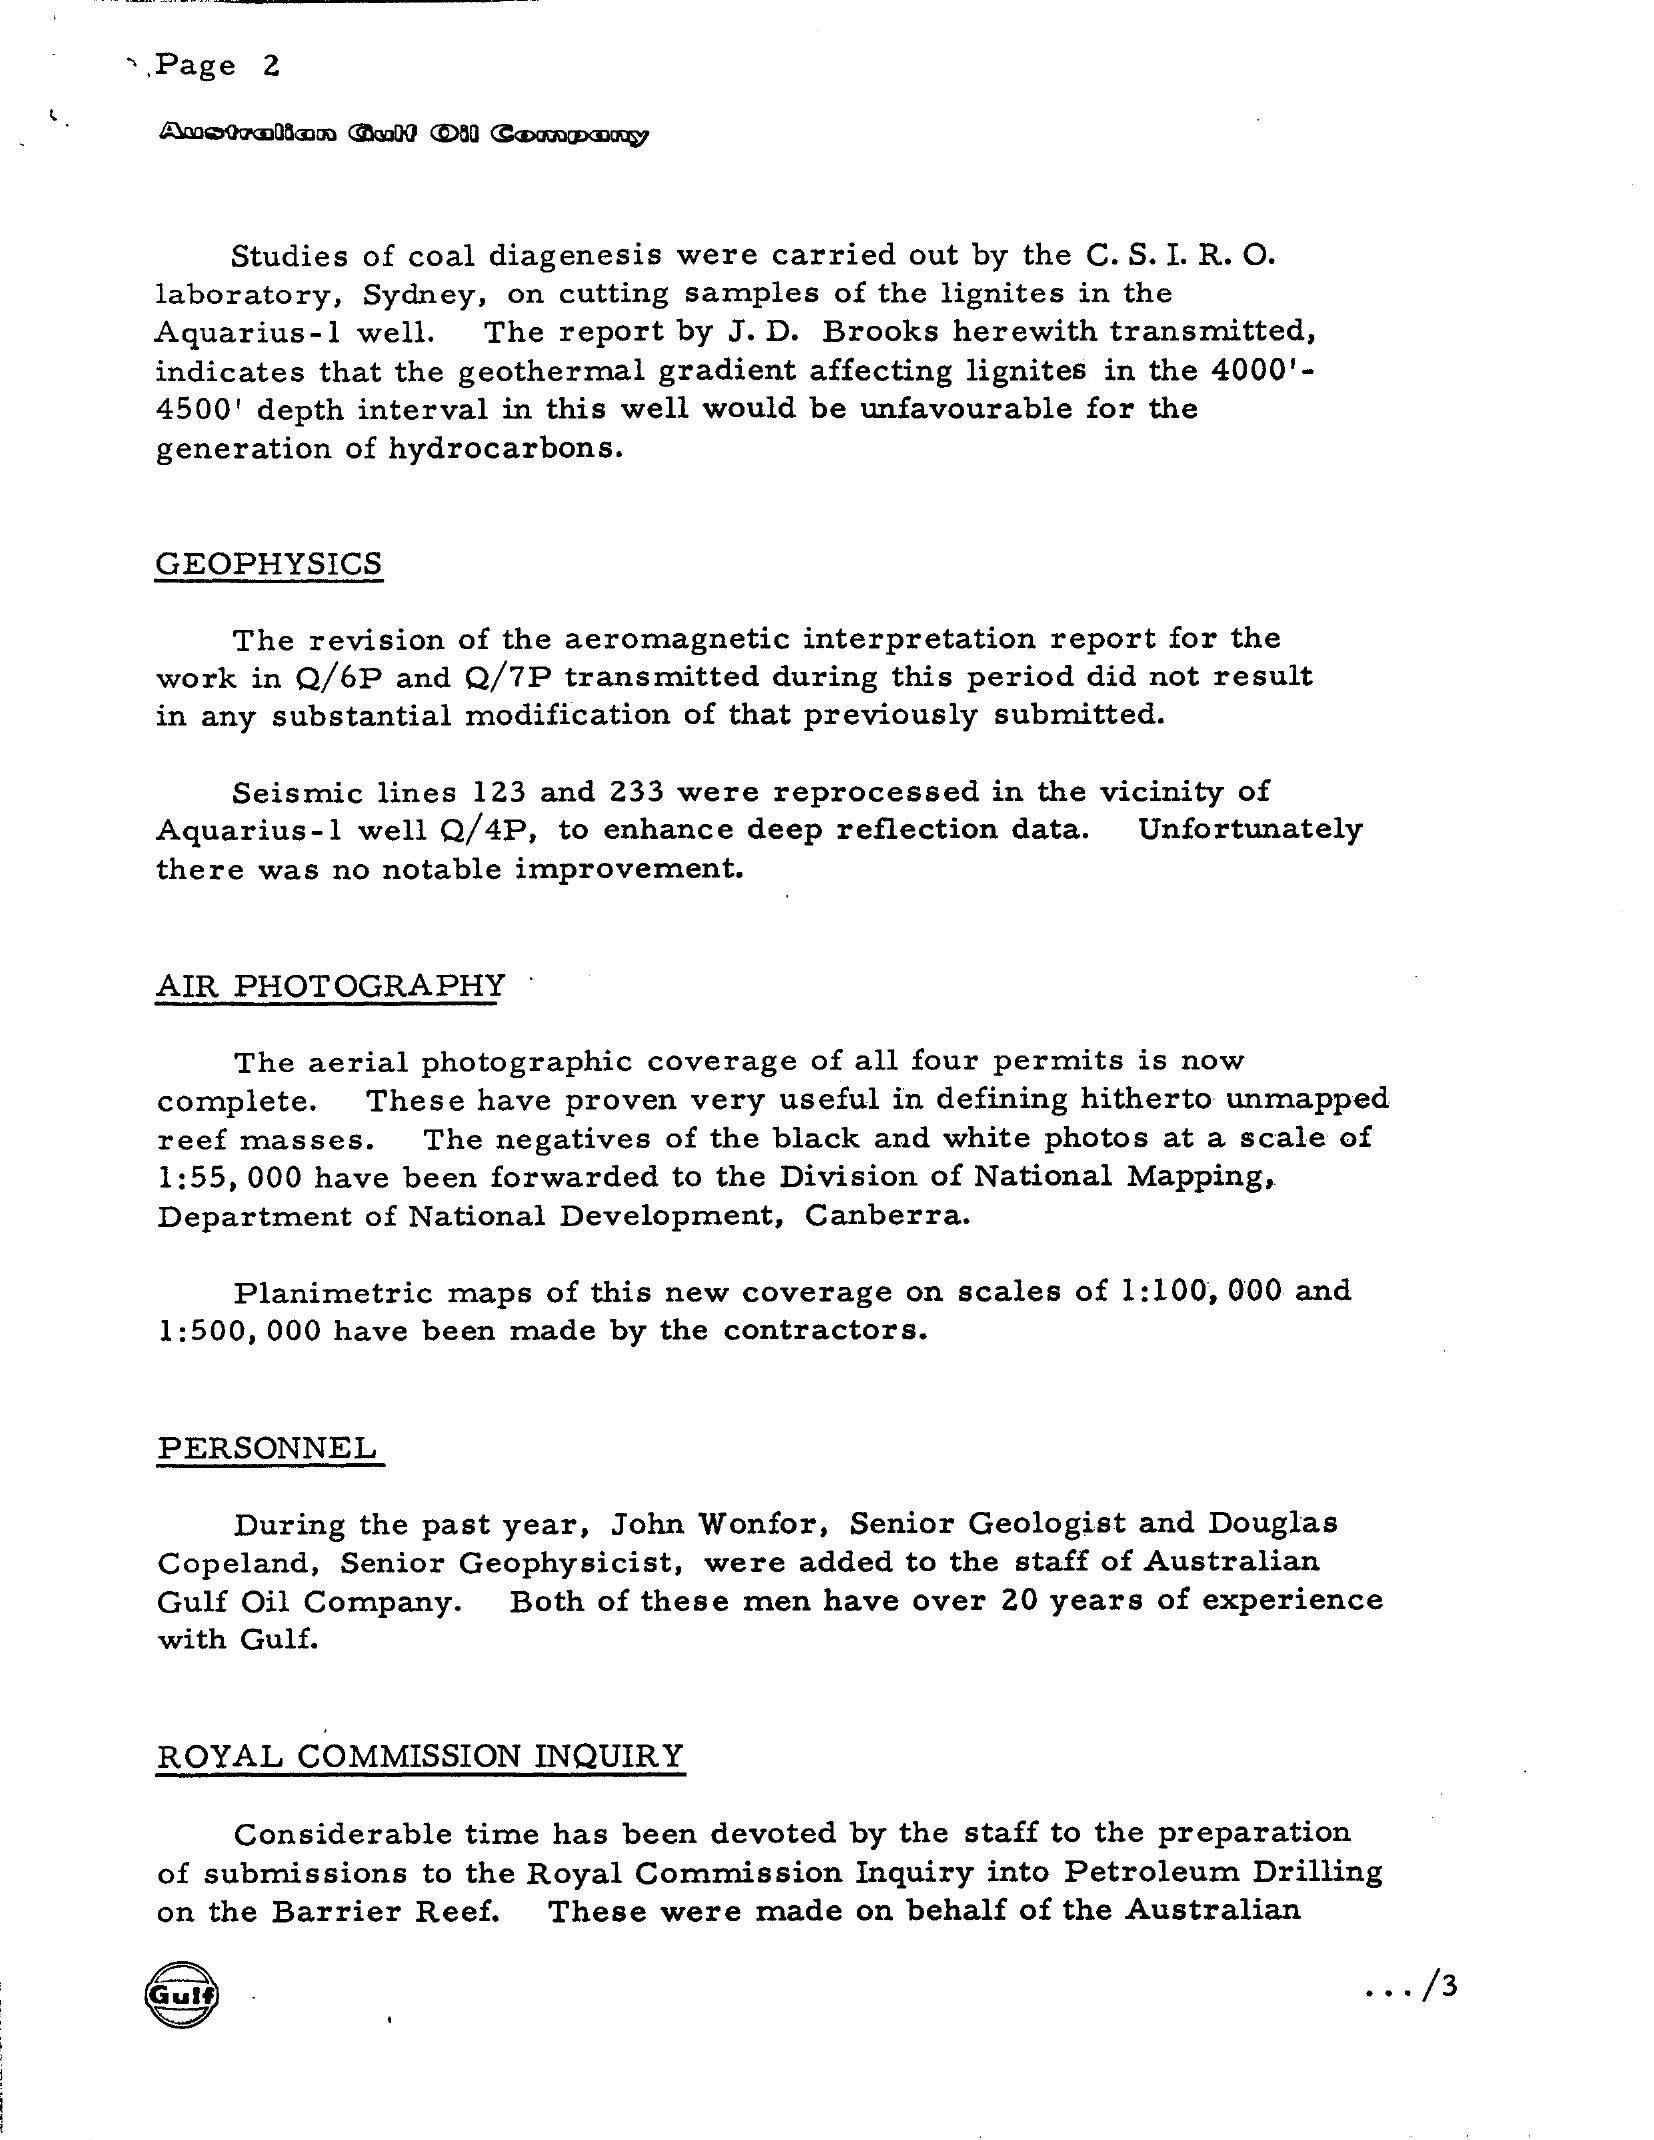 Page 2
Australian Gulf Oil Company
Studies of coal diagenesis were carried out by the C. S. I. R. O.
laboratory, Sydney, on cutting samples of the lignites in the
Aquarius-1 well. The report by J. D. Brooks herewith transmitted,
indicates that the geothermal gradient affecting lignites in the 4000'-
4500' depth interval in this well would be unfavourable for the
generation of hydrocarbons.
GEOPHYSICS
The revision of the aeromagnetic interpretation report for the
work in Q/6P and Q/7P transmitted during this period did not result
in any substantial modification of that previously submitted.
Seismic lines 123 and 233 were reprocessed in the vicinity of
Aquarius-1 well Q/4P, to enhance deep reflection data. Unfortunately
there was no notable improvement.
AIR PHOTOGRAPHY
The aerial photographic coverage of all four permits is now
complete. These have proven very useful in defining hitherto unmapped
reef masses. The negatives of the black and white photos at a scale of
1:55, 000 have been forwarded to the Division of National Mapping,
Department of National Development, Canberra.
Planimetric maps of this new coverage on scales of 1:100, 000 and
1:500, 000 have been made by the contractors.
PERSONNEL
During the past year, John Wonfor, Senior Geologist and Douglas
Copeland, Senior Geophysicist, were added to the staff of Australian
Gulf Oil Company. Both of these men have over 20 years of experience
with Gulf.
ROYAL COMMISSION INQUIRY
Considerable time has been devoted by the staff to the preparation
of submissions to the Royal Commission Inquiry into Petroleum Drilling
on the Barrier Reef. These were made on behalf of the Australian
Gulf
... /3